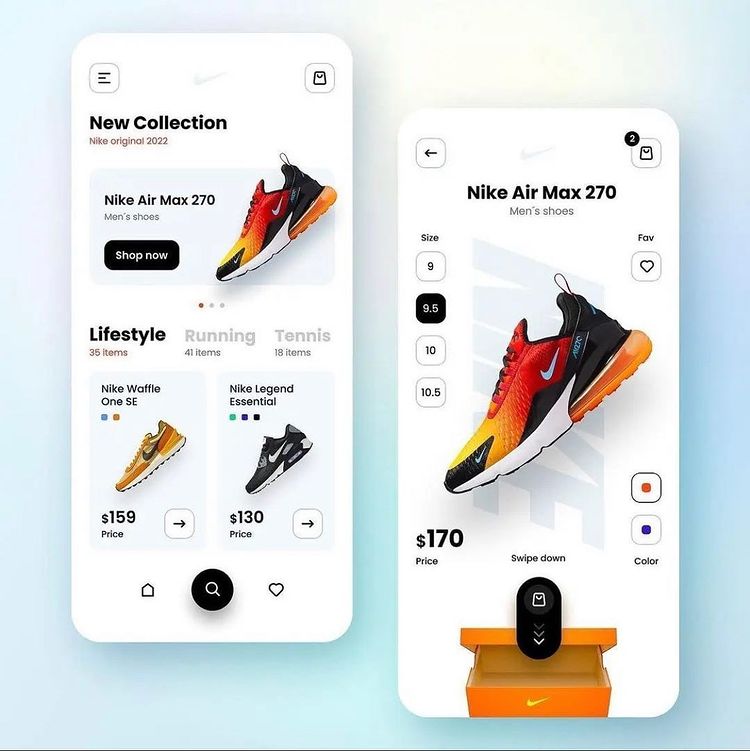 New Collection
Nike original 2022
Nike Air Max 270
Men´s shoes
Shop now
Lifestyle
35 items
Running
41 items
Tennis
18 items
Nike Waffle
One SE
$159
Price
Nike Legend
Essential
$130
Price
2
Nike Air Max 270
Men´s shoes
Size
9
9.5
10
10.5
Fav
NIKE
$170
Price
Swipe down
Color